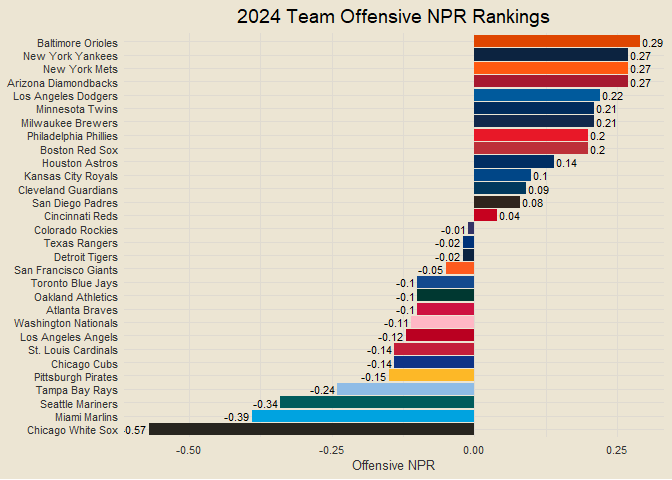 2024 Team Offensive NPR Rankings
Baltimore Orioles 0.29
New York Yankees 0.27
New York Mets 0.27
Arizona Diamondbacks 0.27
Los Angeles Dodgers 0.22
Minnesota Twins 0.21
Milwaukee Brewers 0.21
Philadelphia Phillies 0.2
Boston Red Sox 0.2
Houston Astros 0.14
Kansas City Royals 0.1
Cleveland Guardians 0.09
San Diego Padres 0.08
Cincinnati Reds 0.04
Colorado Rockies -0.01
Texas Rangers -0.02
Detroit Tigers -0.02
San Francisco Giants -0.05
Toronto Blue Jays -0.1
Oakland Athletics -0.1
Atlanta Braves -0.1
Washington Nationals -0.11
Los Angeles Angels -0.12
St. Louis Cardinals -0.14
Chicago Cubs -0.14
Pittsburgh Pirates -0.15
Tampa Bay Rays -0.24
Seattle Mariners -0.34
Miami Marlins -0.39
Chicago White Sox -0.57
-0.50 -0.25 0.00 0.25
Offensive NPR